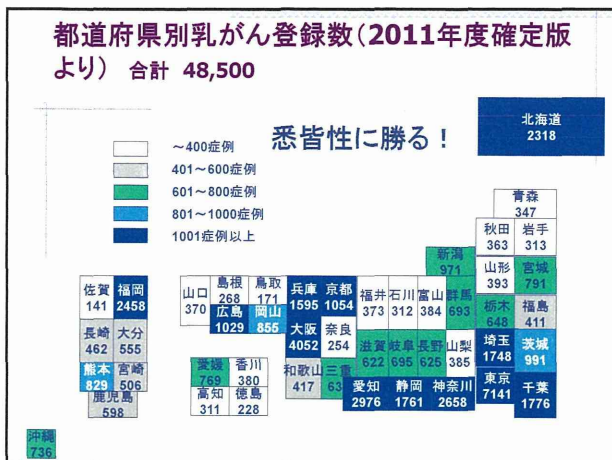 都道府県別乳がん登録数(2011年度確定版
より) 合計 48,500
北海道
2318
悉皆性に勝る!
~400症例
401~600症例
601~800症例
801~1000症例
1001症例以上
青森
347
秋田
363
岩手
313
新潟
971
山形
393
宮城
791
佐賀
141
福岡
2458
山口
370
島根
268
鳥取
171
兵庫
1595
京都
1054
福井
373
石川
312
富山
384
群馬
693
栃木
648
福島
411
長崎
462
大分
555
広島
1029
岡山
855
大阪
4052
奈良
254
滋賀
622
岐阜
695
長野
625
山梨
385
埼玉
1748
茨城
991
熊本
829
宮崎
506
愛媛
769
香川
380
和歌山
417
三重
愛知
2976
静岡
1761
神奈川
2658
東京
7141
千葉
1776
鹿児島
598
高知
311
徳島
228
沖縄
736